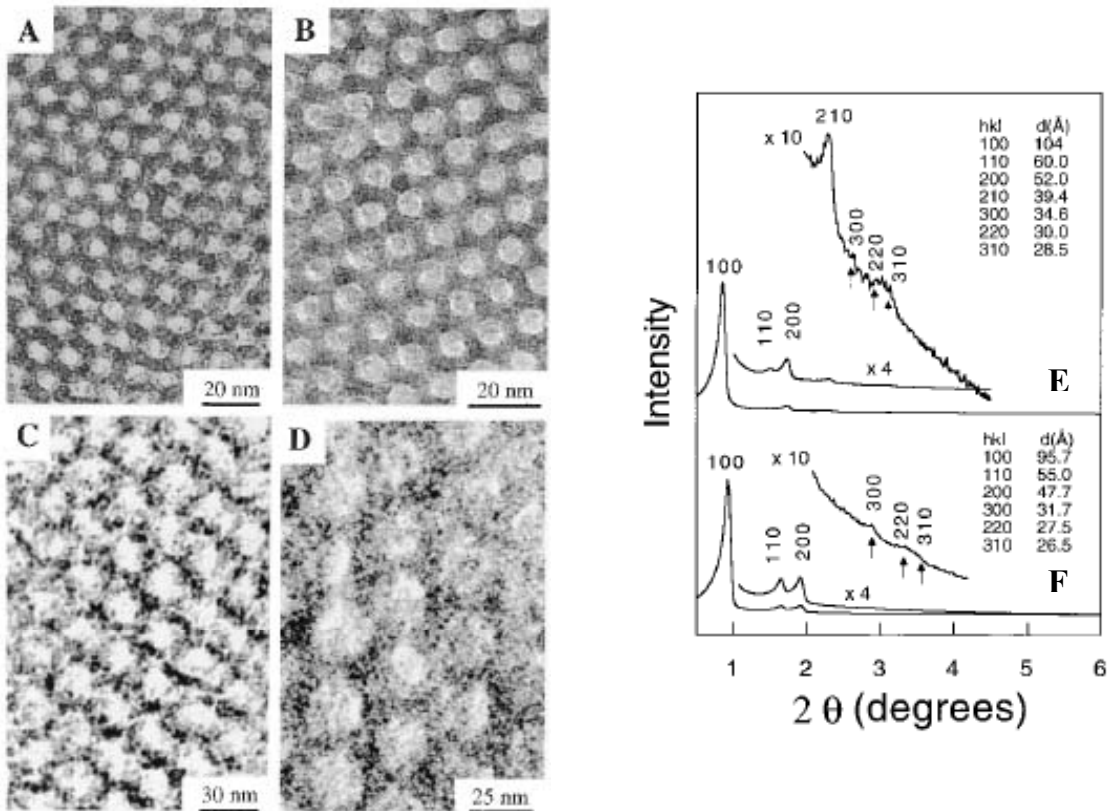 A
B
20 nm
20 nm
C
D
30 nm
25 nm
Intensity
x 10
210
300
220
310
100
110
200
x 4
E
hkl d(Å)
100 104
110 60.0
200 52.0
210 39.4
300 34.6
220 30.0
310 28.5
100
x 10
300
220
310
110
200
x 4
F
hkl d(Å)
100 95.7
110 55.0
200 47.7
300 31.7
220 27.5
310 26.5
1 2 3 4 5 6
2 θ (degrees)